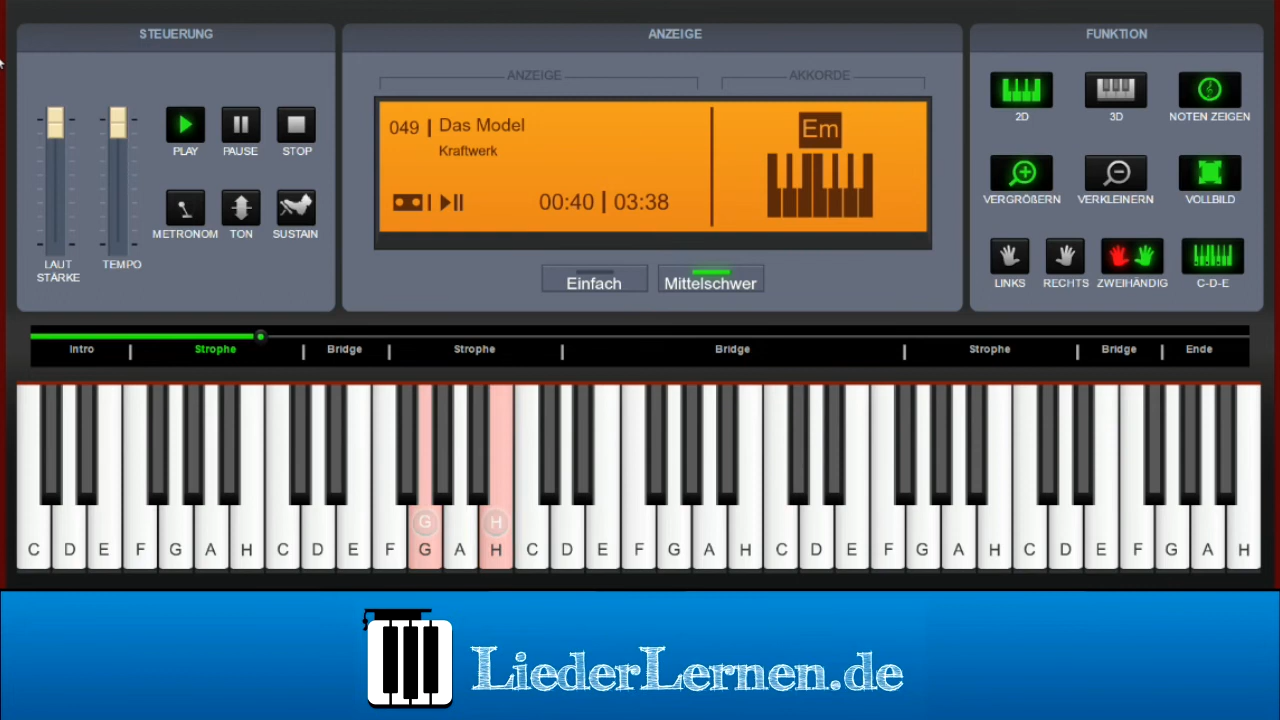 STEUERUNG
ANZEIGE
FUNKTION
ANZEIGE
AKKORDE
049 | Das Model
Kraftwerk
Em
00:40 | 03:38
PLAY
PAUSE
STOP
METRONOM
TON
SUSTAIN
LAUT
STÄRKE
TEMPO
Einfach
Mittelschwer
2D
3D
NOTEN ZEIGEN
VERGRÖßERN
VERKLEINERN
VOLLBILD
LINKS
RECHTS
ZWEIHÄNDIG
C-D-E
Intro
Strophe
Bridge
Strophe
Bridge
Strophe
Bridge
Ende
G H
C D E F G A H C D E F G A H C D E F G A H C D E F G A H C D E F G A H
LiederLernen.de